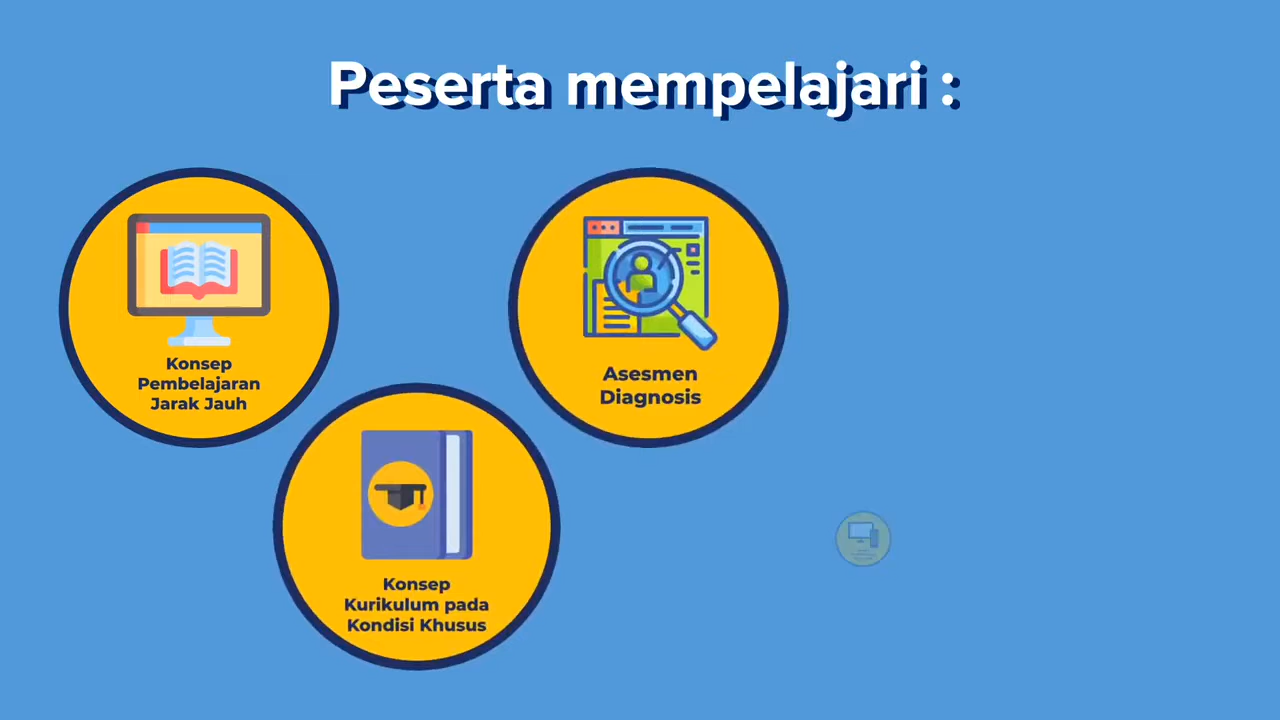 Peserta mempelajari :
Konsep
Pembelajaran
Jarak Jauh
Asesmen
Diagnosis
Konsep
Kurikulum pada
Kondisi Khusus